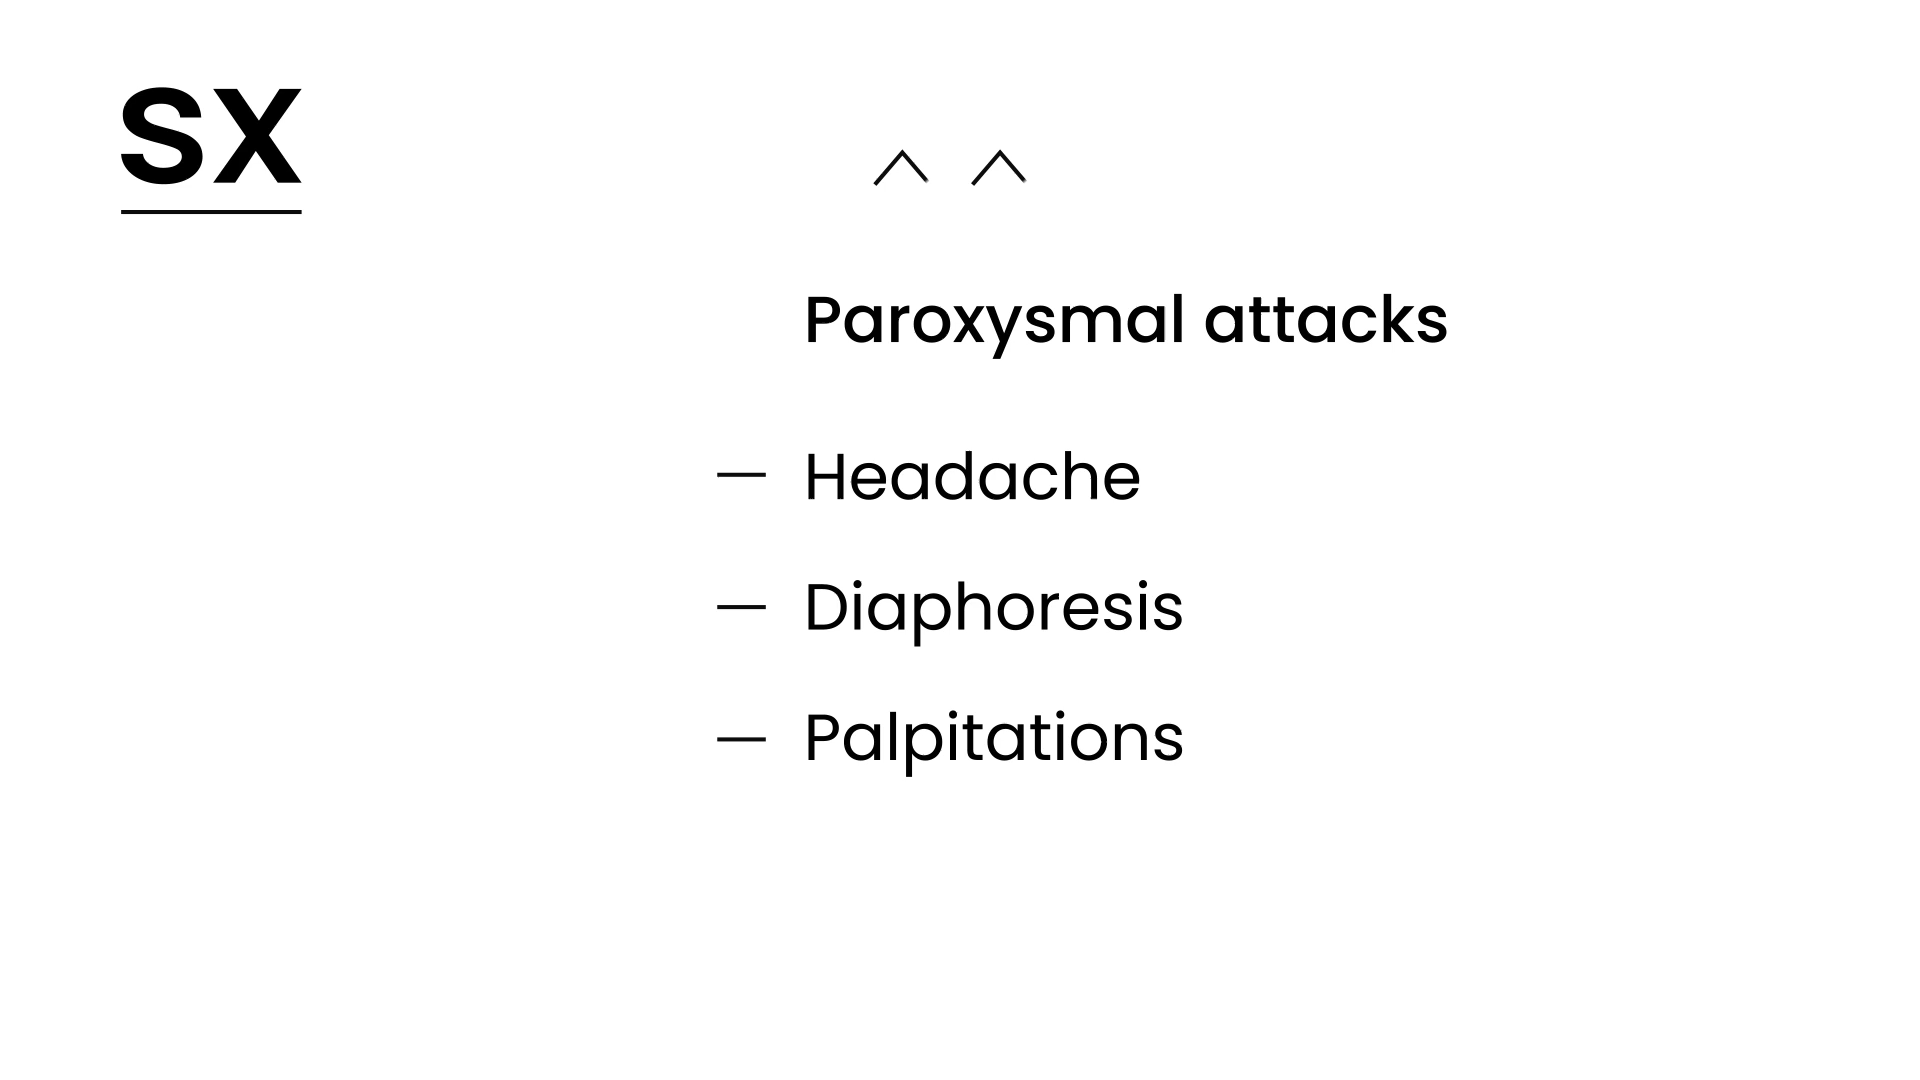 SX
Paroxysmal attacks
— Headache
— Diaphoresis
— Palpitations